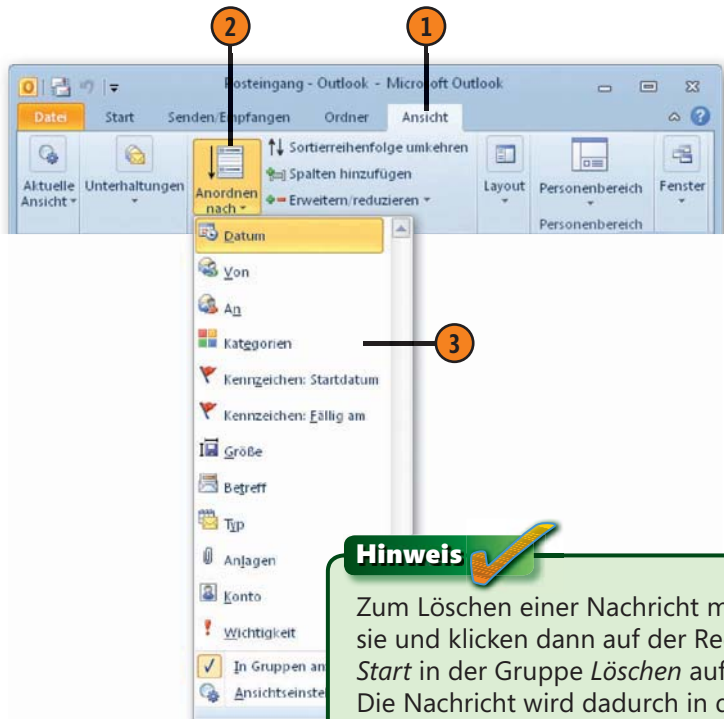 2
1
Posteingang - Outlook - Microsoft Outlook
Datei Start Senden/Empfangen Ordner Ansicht
Aktuelle Ansicht
Unterhaltungen
Anordnen nach
Sortierreihenfolge umkehren
Spalten hinzufügen
Erweitern/reduzieren
Layout
Personenbereich
Fenster
Personenbereich
Datum
Von
An
Kategorien
3
Kennzeichen: Startdatum
Kennzeichen: Fällig am
Größe
Betreff
Typ
Anlagen
Konto
Wichtigkeit
In Gruppen an
Ansichtseinstel
Hinweis
Zum Löschen einer Nachricht m
sie und klicken dann auf der Re
Start in der Gruppe Löschen auf
Die Nachricht wird dadurch in d